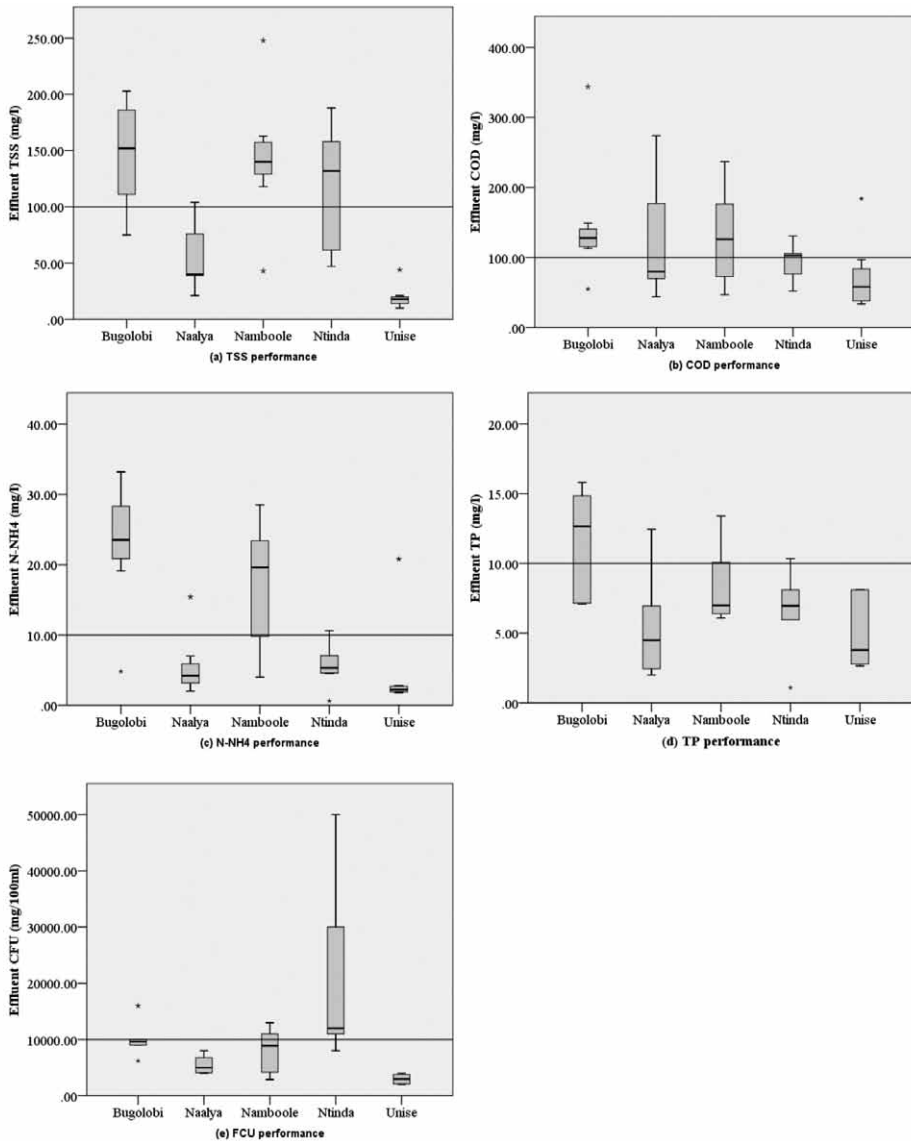 250.00
200.00
150.00
100.00
50.00
.00
Effluent TSS (mg/l)
Bugolobi Naalya Namboole Ntinda Unise
(a) TSS performance
400.00
300.00
200.00
100.00
.00
Effluent COD (mg/l)
Bugolobi Naalya Namboole Ntinda Unise
(b) COD performance
40.00
30.00
20.00
10.00
.00
Effluent N-NH4 (mg/l)
Bugolobi Naalya Namboole Ntinda Unise
(c) N-NH4 performance
20.00
15.00
10.00
5.00
.00
Effluent TP (mg/l)
Bugolobi Naalya Namboole Ntinda Unise
(d) TP performance
50000.00
40000.00
30000.00
20000.00
10000.00
.00
Effluent CFU (mg/100ml)
Bugolobi Naalya Namboole Ntinda Unise
(e) FCU performance